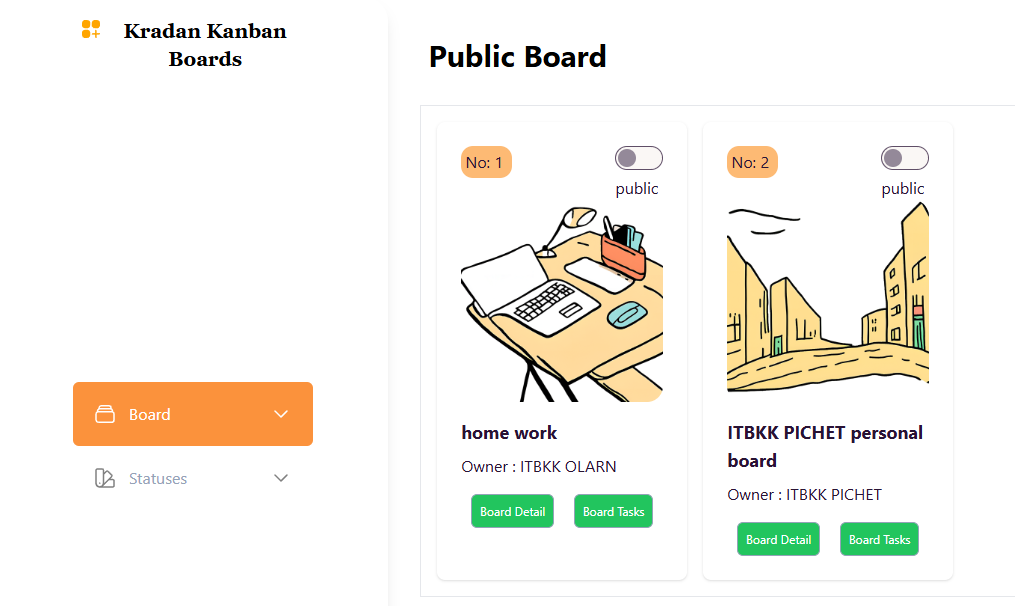 Kradan Kanban
Boards
Public Board
No: 1
public
home work
Owner : ITBKK OLARN
Board Detail
Board Tasks
No: 2
public
ITBKK PICHET personal
board
Owner : ITBKK PICHET
Board Detail
Board Tasks
Board
Statuses